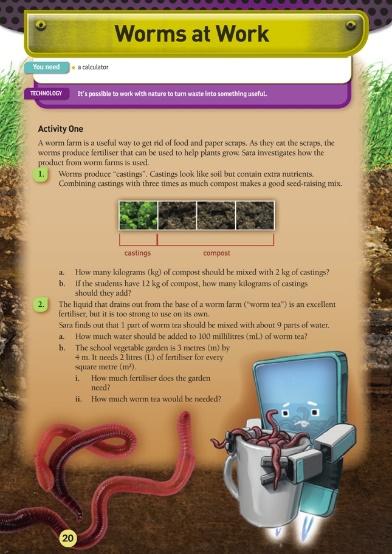 Worms at Work
You need • a calculator
TECHNOLOGY It's possible to work with nature to turn waste into something useful.
Activity One
A worm farm is a useful way to get rid of food and paper scraps. As they eat the scraps, the
worms produce fertiliser that can be used to help plants grow. Sara investigates how the
product from worm farms is used.
1. Worms produce "castings". Castings look like soil but contain extra nutrients.
Combining castings with three times as much compost makes a good seed-raising mix.
castings compost
a. How many kilograms (kg) of compost should be mixed with 2 kg of castings?
b. If the students have 12 kg of compost, how many kilograms of castings
should they add?
2. The liquid that drains out from the base of a worm farm ("worm tea") is an excellent
fertiliser, but it is too strong to use on its own.
Sara finds out that 1 part of worm tea should be mixed with about 9 parts of water.
a. How much water should be added to 100 millilitres (mL) of worm tea?
b. The school vegetable garden is 3 metres (m) by
4 m. It needs 2 litres (L) of fertiliser for every
square metre (m²).
i. How much fertiliser does the garden
need?
ii. How much worm tea would be needed?
20